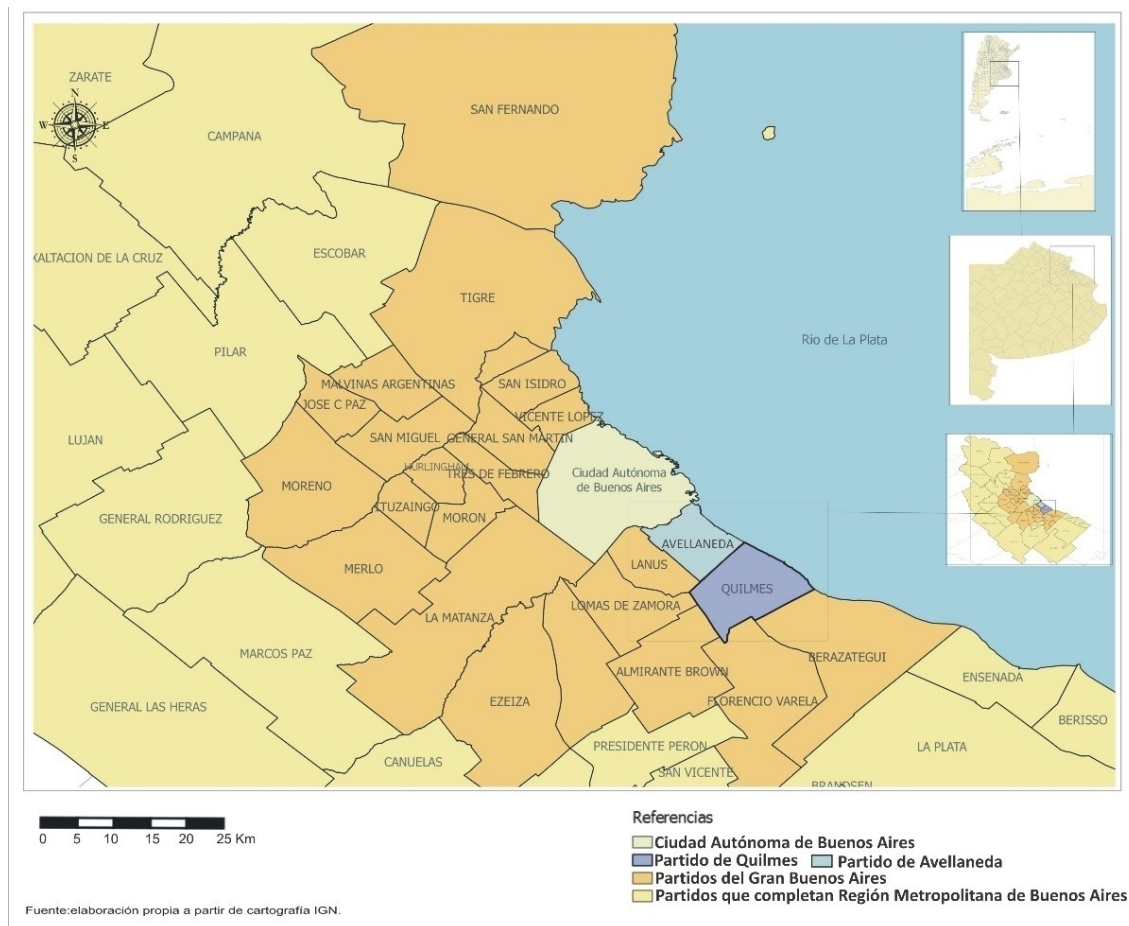 ZARATE
N
W E
S
CAMPANA
SAN FERNANDO
XALTACION DE LA CRUZ
ESCOBAR
TIGRE
Rio de La Plata
PILAR
MALVINAS ARGENTINAS
SAN ISIDRO
JOSE C PAZ
VICENTE LOPEZ
LUJAN
SAN MIGUEL
GENERAL SAN MARTIN
HURLINGHAM
TRES DE FEBRERO
Ciudad Autónoma
de Buenos Aires
MORENO
ITUZAINGO
GENERAL RODRIGUEZ
MORON
AVELLANEDA
MERLO
LANUS
QUILMES
LA MATANZA
LOMAS DE ZAMORA
MARCOS PAZ
BERAZATEGUI
ALMIRANTE BROWN
ENSENADA
EZEIZA
FLORENCIO VARELA
GENERAL LAS HERAS
BERISSO
PRESIDENTE PERON
LA PLATA
CANUELAS
SAN VICENTE
BRANDSEN
0 5 10 15 20 25 Km
Referencias
Ciudad Autónoma de Buenos Aires
Partido de Quilmes Partido de Avellaneda
Partidos del Gran Buenos Aires
Partidos que completan Región Metropolitana de Buenos Aires
Fuente:elaboración propia a partir de cartografía IGN.